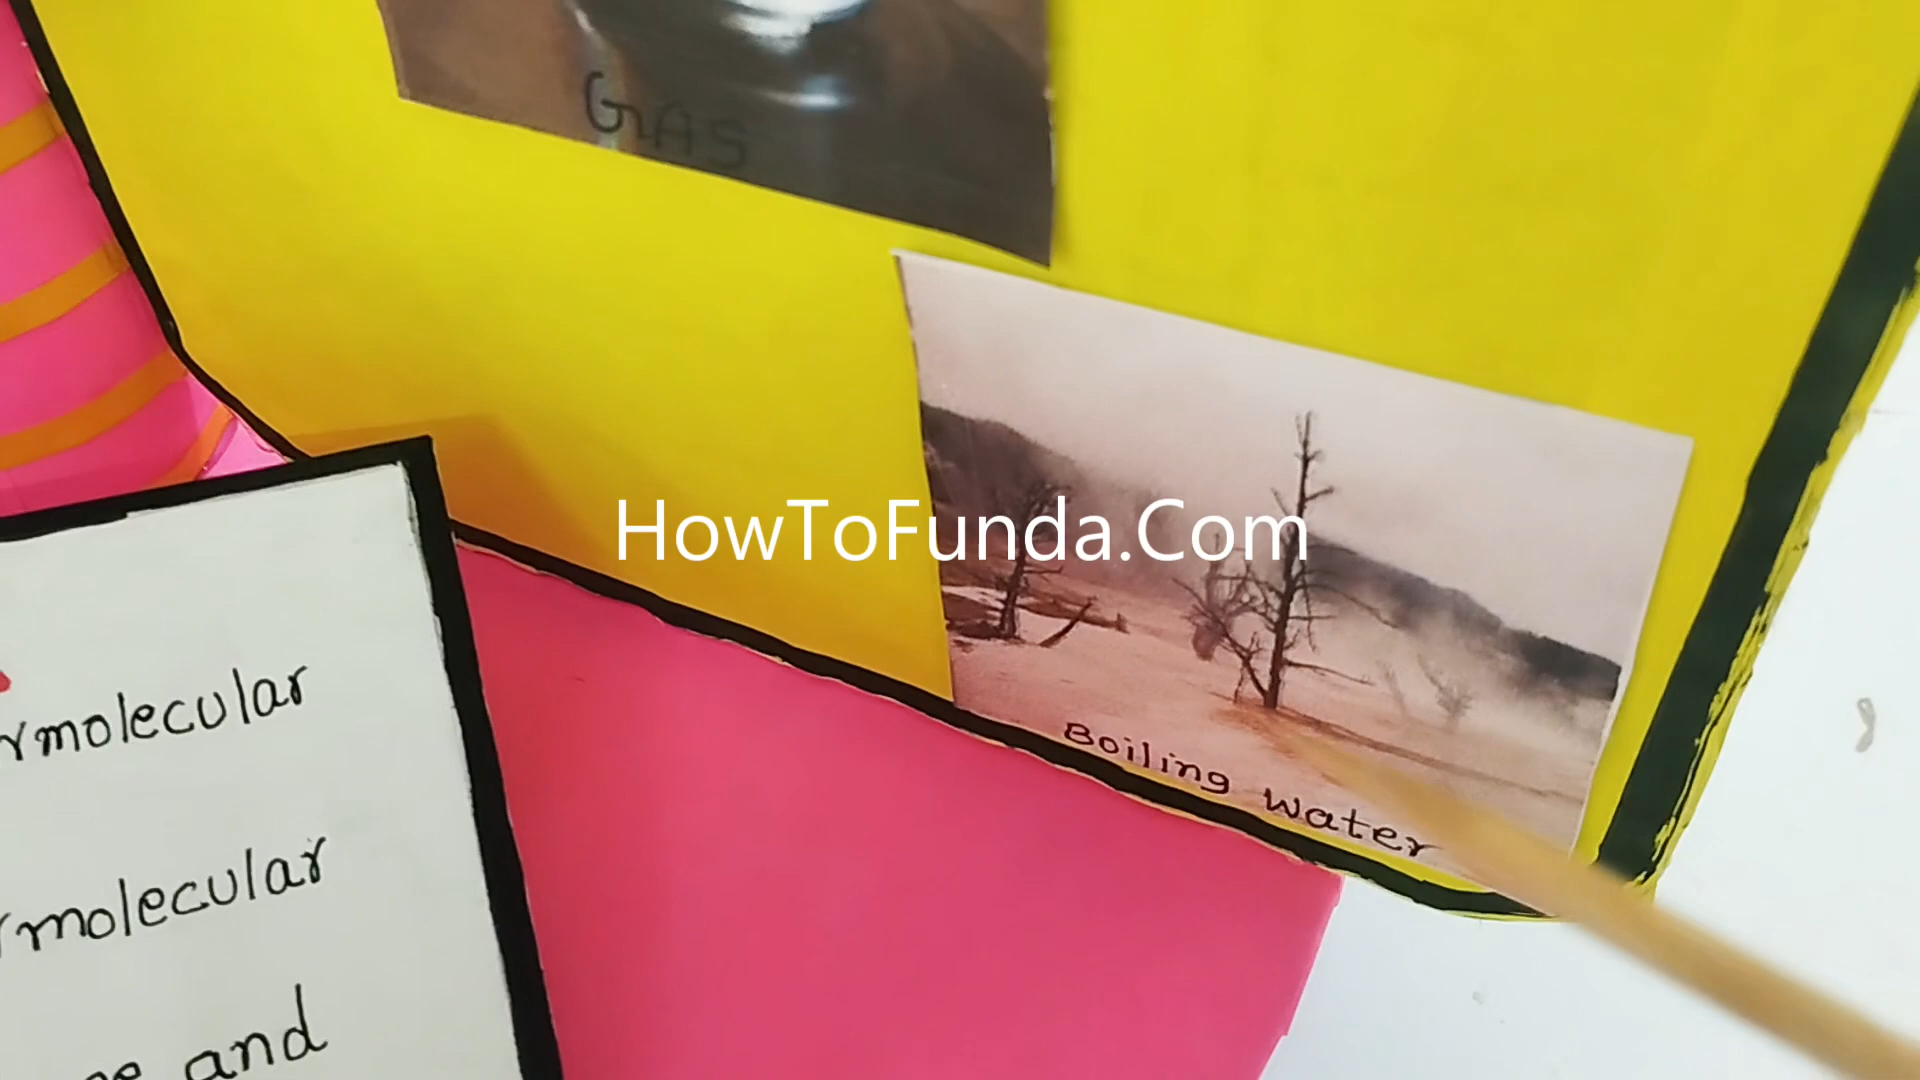 GAS
HowToFunda.Com
Boiling Water
rmolecular
rmolecular
and